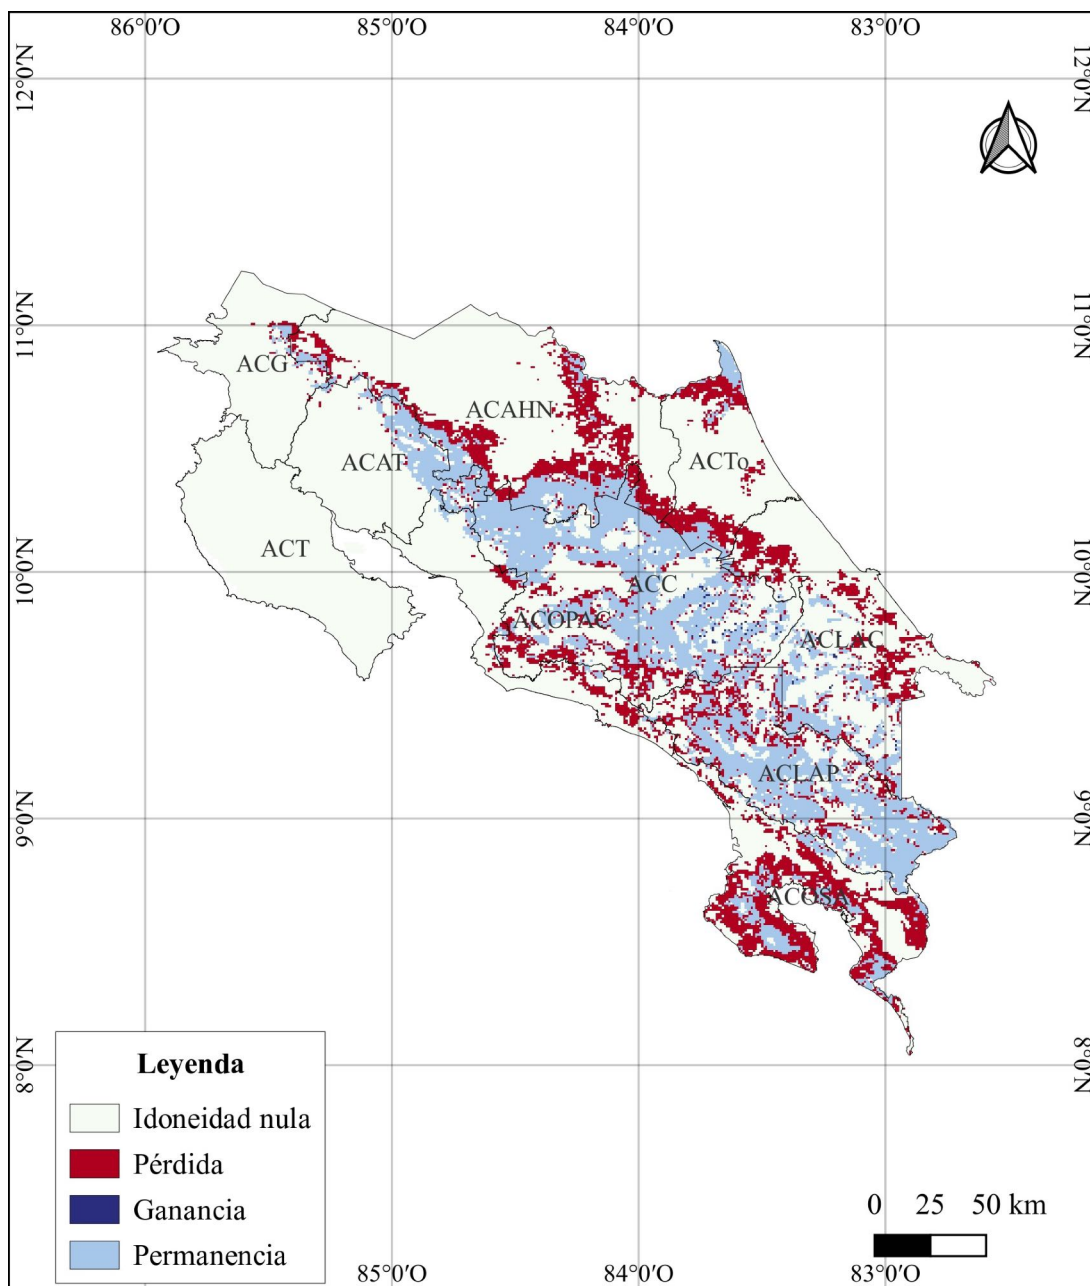 86°0'O 85°0'O 84°0'O 83°0'O
12°0'N 12°0'N
11°0'N 11°0'N
ACG
ACAHN
ACAT
ACTo
ACT
10°0'N 10°0'N
ACC
ACOPAC
ACLAC
ACLAP
9°0'N 9°0'N
ACOSA
8°0'N 8°0'N
Leyenda
Idoneidad nula
Pérdida
Ganancia
Permanencia
0 25 50 km
85°0'O 84°0'O 83°0'O